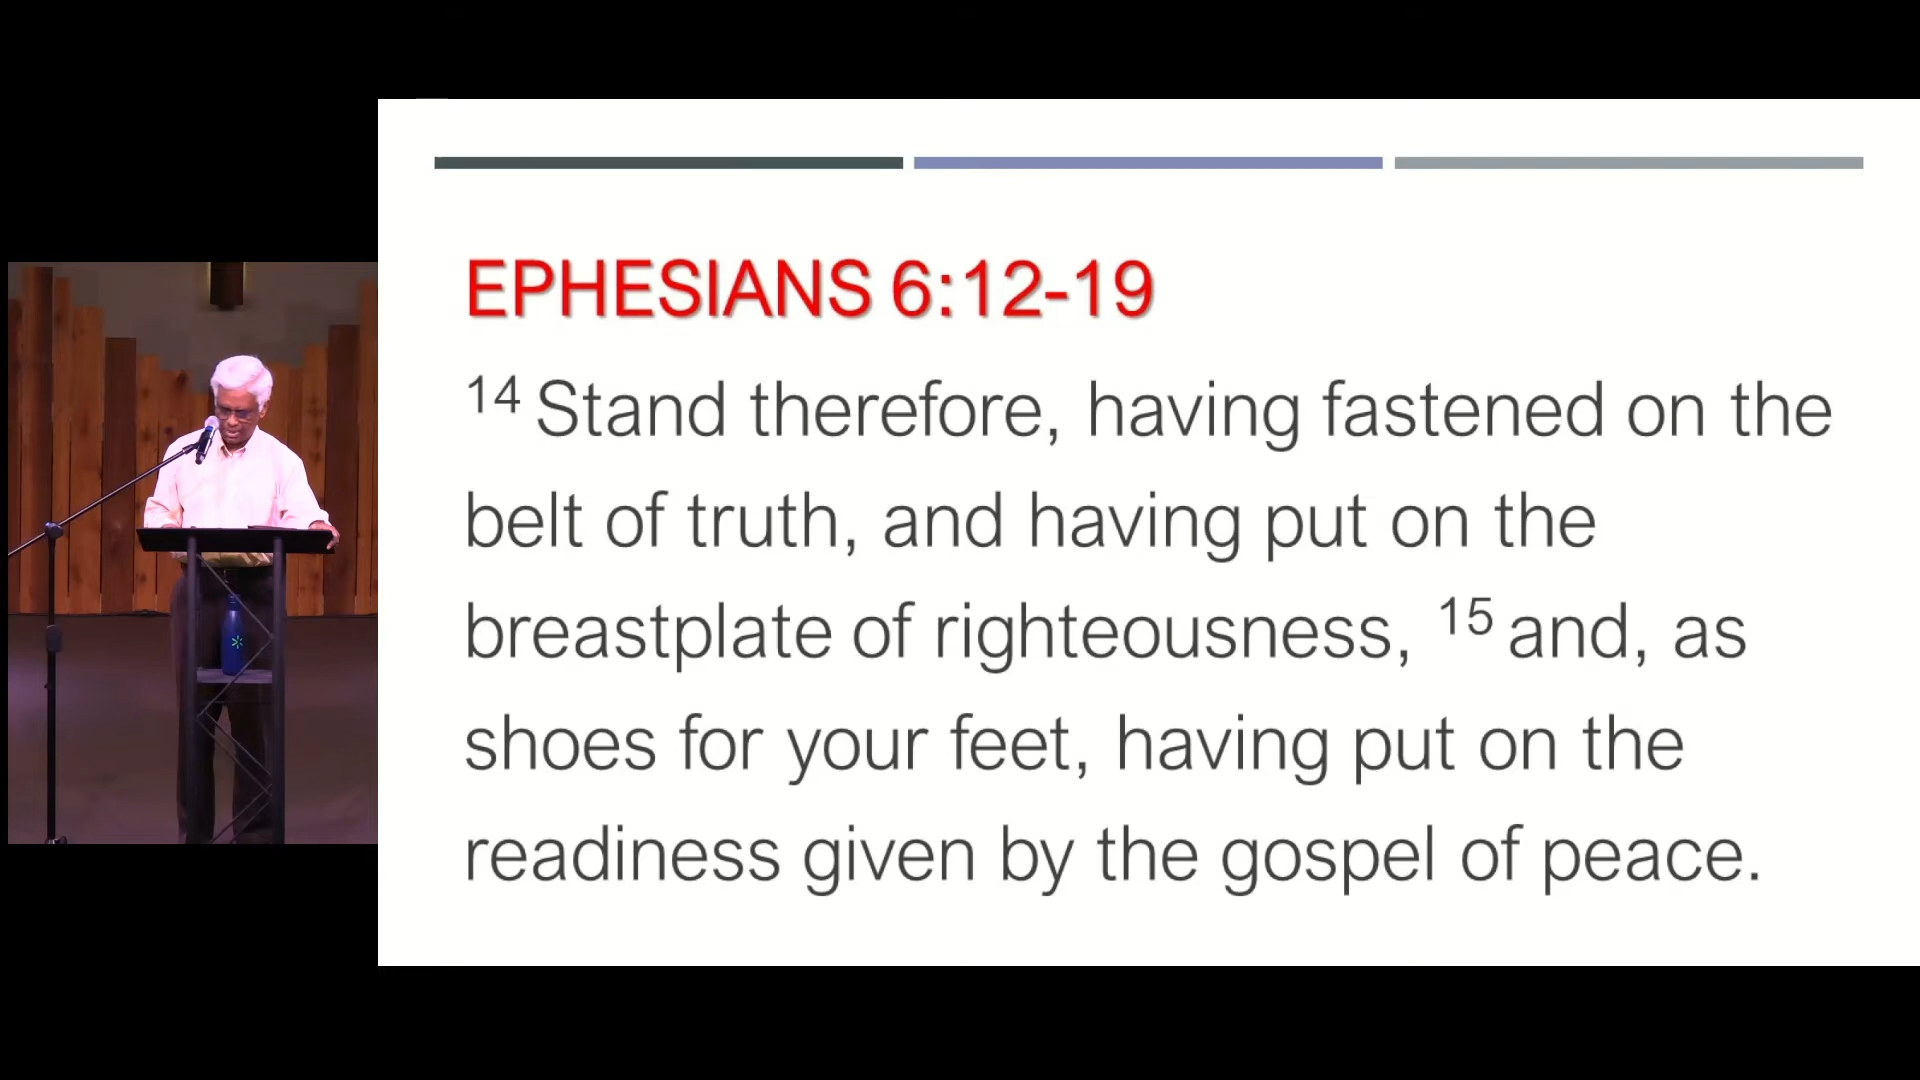 EPHESIANS 6:12-19
14 Stand therefore, having fastened on the
belt of truth, and having put on the
breastplate of righteousness, 15 and, as
shoes for your feet, having put on the
readiness given by the gospel of peace.